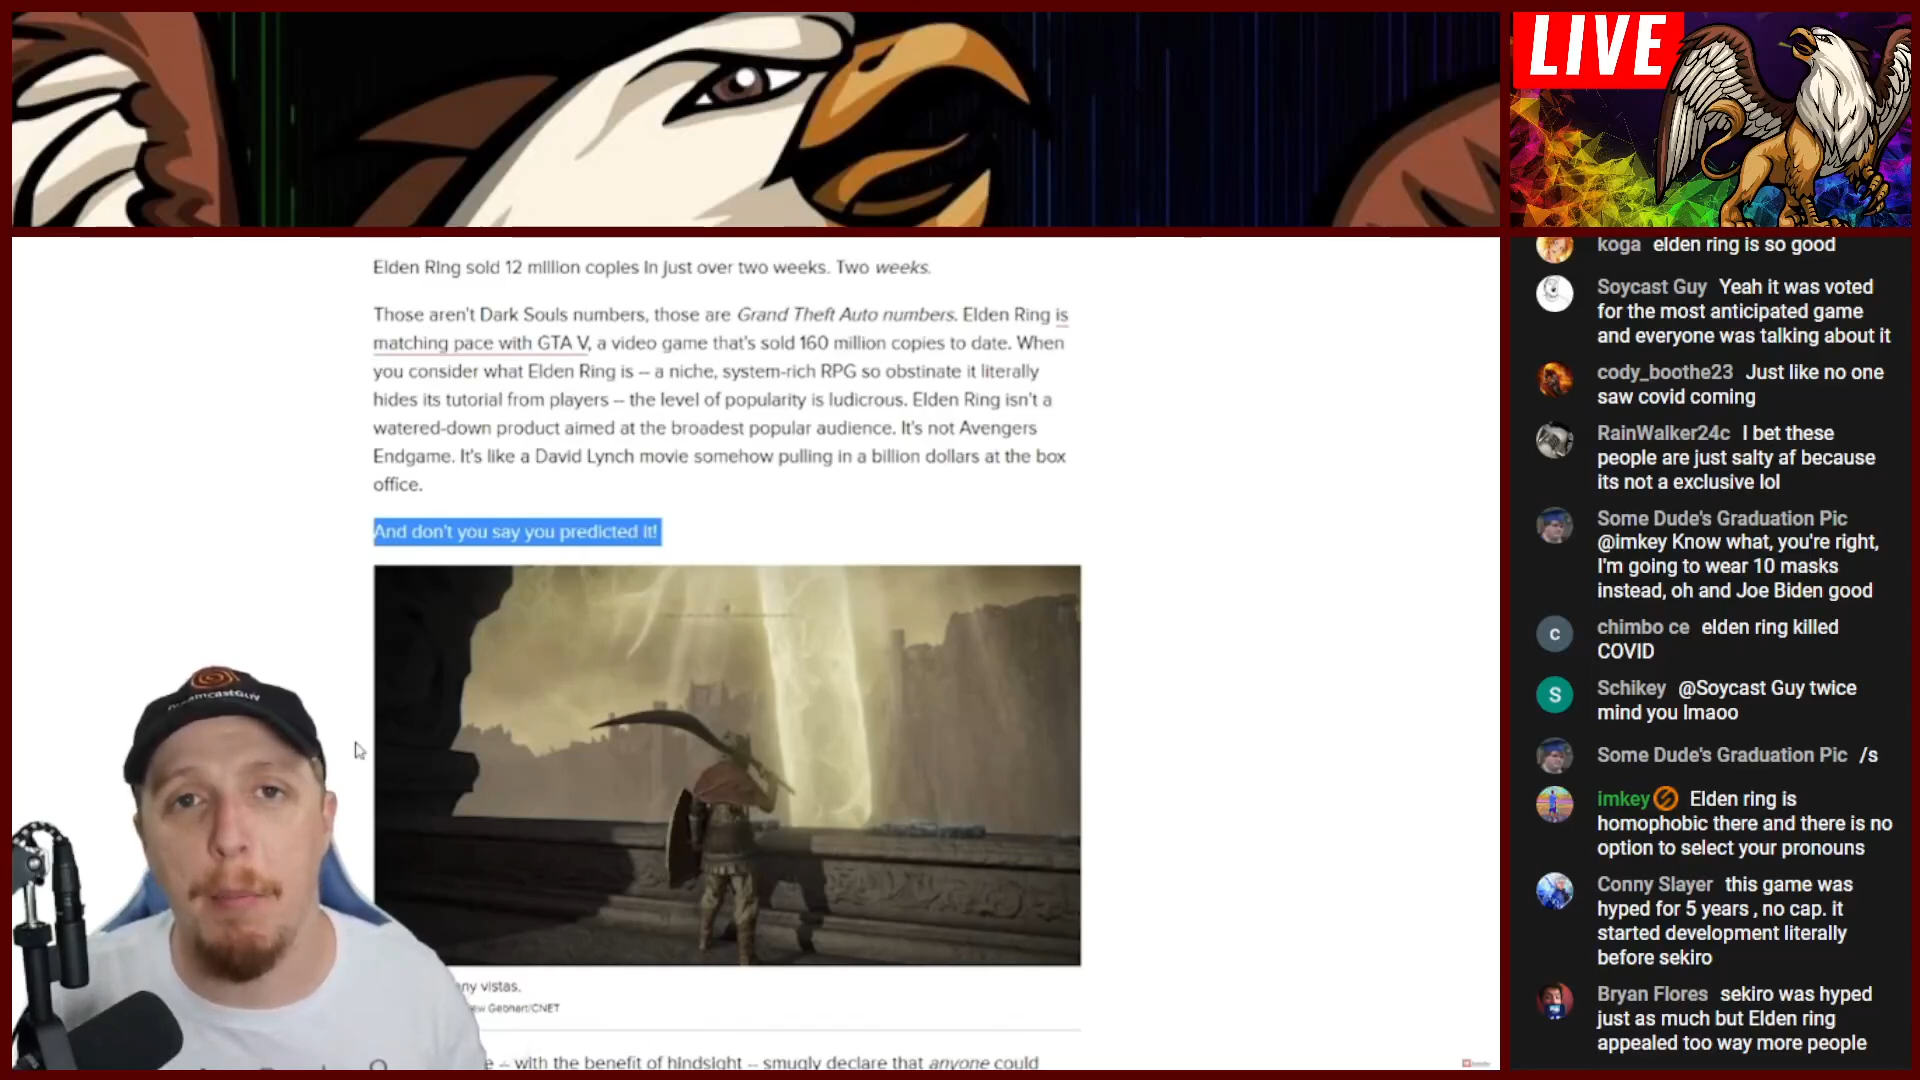 LIVE
Elden Ring sold 12 million copies in just over two weeks. Two weeks.
Those aren't Dark Souls numbers, those are Grand Theft Auto numbers. Elden Ring is
matching pace with GTA V, a video game that's sold 160 million copies to date. When
you consider what Elden Ring is -- a niche, system-rich RPG so obstinate it literally
hides its tutorial from players -- the level of popularity is ludicrous. Elden Ring isn't a
watered-down product aimed at the broadest popular audience. It's not Avengers
Endgame. It's like a David Lynch movie somehow pulling in a billion dollars at the box
office.
And don't you say you predicted it!
ny vistas.
Gebhart/CNET
e -- with the benefit of hindsight -- smugly declare that anyone could
koga elden ring is so good
Soycast Guy Yeah it was voted
for the most anticipated game
and everyone was talking about it
cody_boothe23 Just like no one
saw covid coming
RainWalker24c I bet these
people are just salty af because
its not a exclusive lol
Some Dude's Graduation Pic
@imkey Know what, you're right,
I'm going to wear 10 masks
instead, oh and Joe Biden good
c chimbo ce elden ring killed
COVID
S Schikey @Soycast Guy twice
mind you lmaoo
Some Dude's Graduation Pic /s
imkey Elden ring is
homophobic there and there is no
option to select your pronouns
Conny Slayer this game was
hyped for 5 years , no cap. it
started development literally
before sekiro
Bryan Flores sekiro was hyped
just as much but Elden ring
appealed too way more people